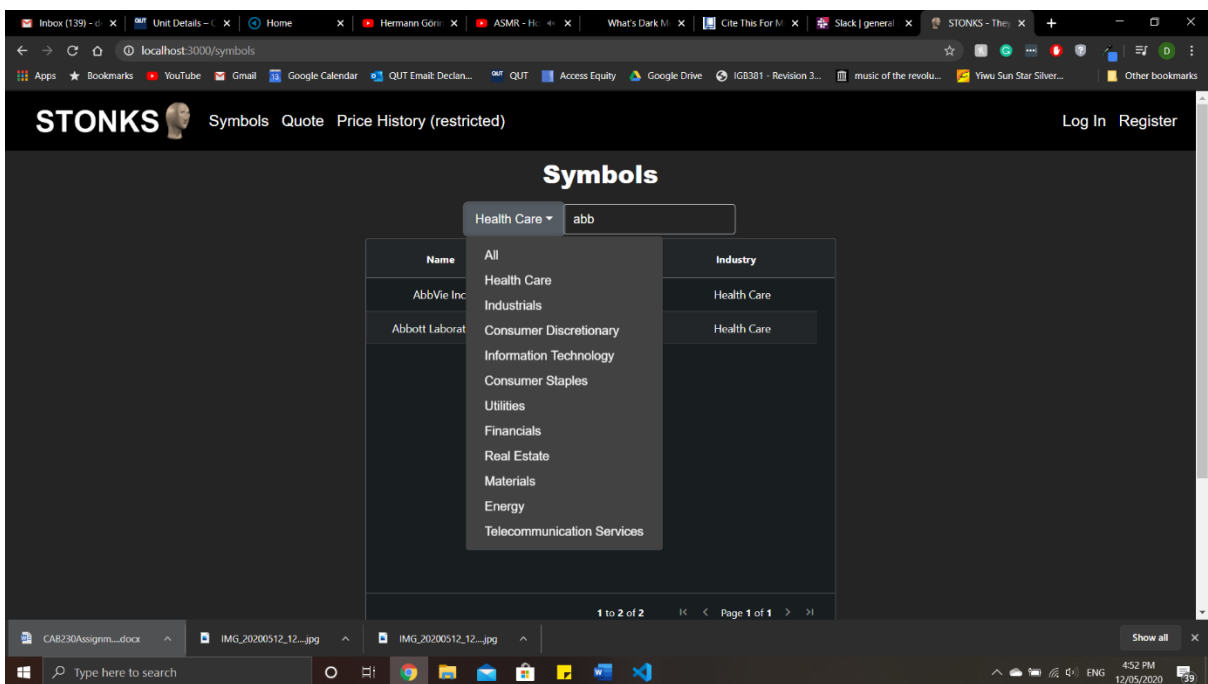 Inbox (139) - d
Unit Details – C
Home
Hermann Görin
ASMR - Ho
What's Dark M
Cite This For M
Slack | general
STONKS - They
localhost:3000/symbols
Apps
Bookmarks
YouTube
Gmail
Google Calendar
QUT Email: Declan...
QUT
Access Equity
Google Drive
IGB381 - Revision 3...
music of the revolu...
Yiwu Sun Star Silver...
Other bookmarks
STONKS
Symbols
Quote
Price History (restricted)
Log In
Register
Symbols
Health Care
abb
Name
Industry
AbbVie Inc
Health Care
Abbott Laborat
Health Care
All
Health Care
Industrials
Consumer Discretionary
Information Technology
Consumer Staples
Utilities
Financials
Real Estate
Materials
Energy
Telecommunication Services
1 to 2 of 2
Page 1 of 1
CAB230Assignm....docx
IMG_20200512_12....jpg
IMG_20200512_12....jpg
Show all
Type here to search
ENG
4:52 PM
12/05/2020
39